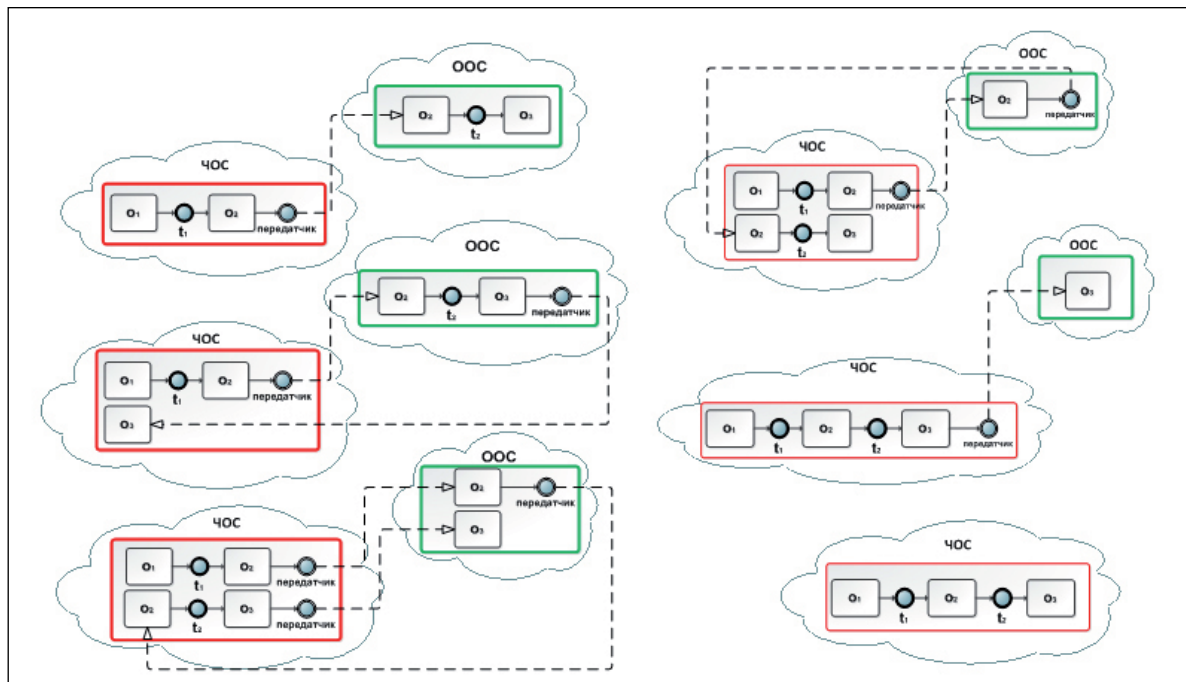 ООС
O₂ O₃
t₂
ЧОС
O₁ O₂
t₁ передатчик
ООС
O₂ O₃
t₂ передатчик
ЧОС
O₁ O₂
t₁ передатчик
O₃
ООС
O₂
передатчик
O₃
ЧОС
O₁ O₂
t₁ передатчик
O₂ O₃
t₂ передатчик
ООС
O₂
передатчик
ЧОС
O₁ O₂
t₁ передатчик
O₂ O₃
t₂
ООС
O₃
ЧОС
O₁ O₂ O₃
t₁ t₂ передатчик
ЧОС
O₁ O₂ O₃
t₁ t₂